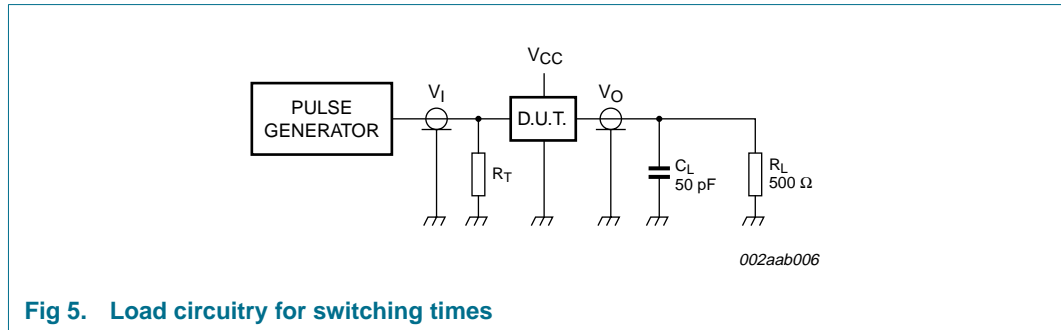 VCC
VI
VO
PULSE
GENERATOR
D.U.T.
RT
CL
50 pF
RL
500 Ω
002aab006
Fig 5. Load circuitry for switching times